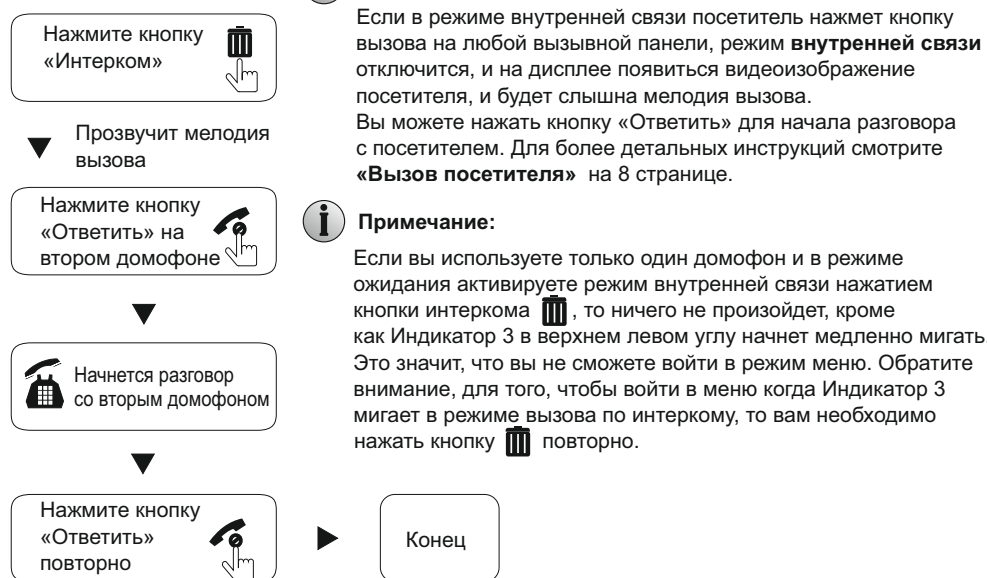 Нажмите кнопку
«Интерком»
Прозвучит мелодия
вызова
Нажмите кнопку
«Ответить» на
втором домофоне
Начнется разговор
со вторым домофоном
Нажмите кнопку
«Ответить»
повторно
Конец
Если в режиме внутренней связи посетитель нажмет кнопку
вызова на любой вызывной панели, режим внутренней связи
отключится, и на дисплее появиться видеоизображение
посетителя, и будет слышна мелодия вызова.
Вы можете нажать кнопку «Ответить» для начала разговора
с посетителем. Для более детальных инструкций смотрите
«Вызов посетителя» на 8 странице.
i Примечание:
Если вы используете только один домофон и в режиме
ожидания активируете режим внутренней связи нажатием
кнопки интеркома , то ничего не произойдет, кроме
как Индикатор 3 в верхнем левом углу начнет медленно мигать.
Это значит, что вы не сможете войти в режим меню. Обратите
внимание, для того, чтобы войти в меню когда Индикатор 3
мигает в режиме вызова по интеркому, то вам необходимо
нажать кнопку повторно.